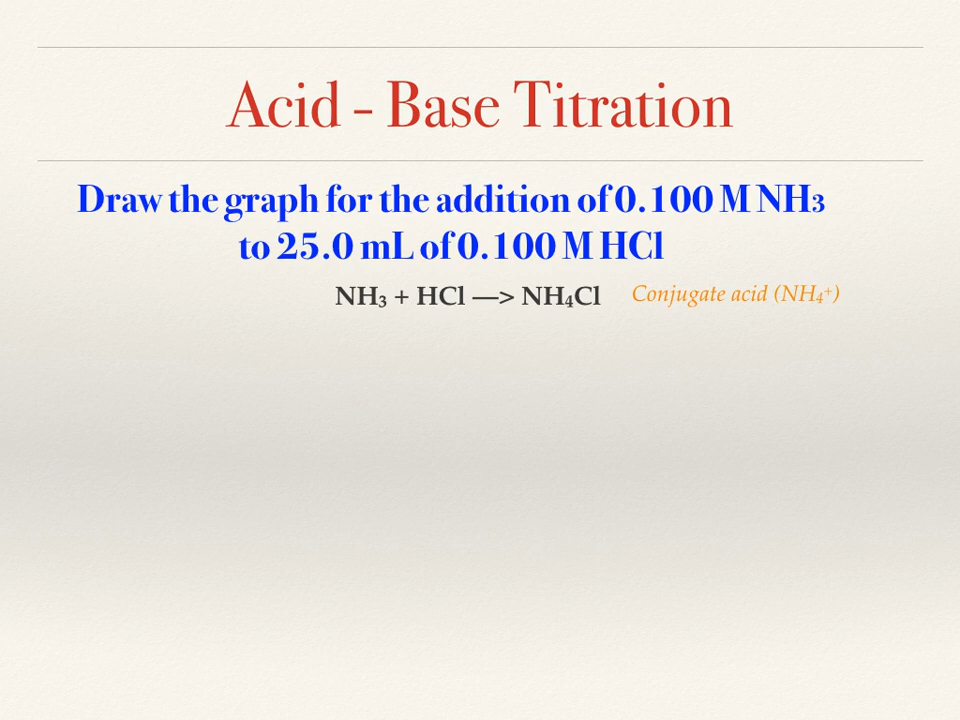 Acid - Base Titration
Draw the graph for the addition of 0.100 M NH₃
to 25.0 mL of 0.100 M HCl
NH₃ + HCl —> NH₄Cl Conjugate acid (NH₄⁺)